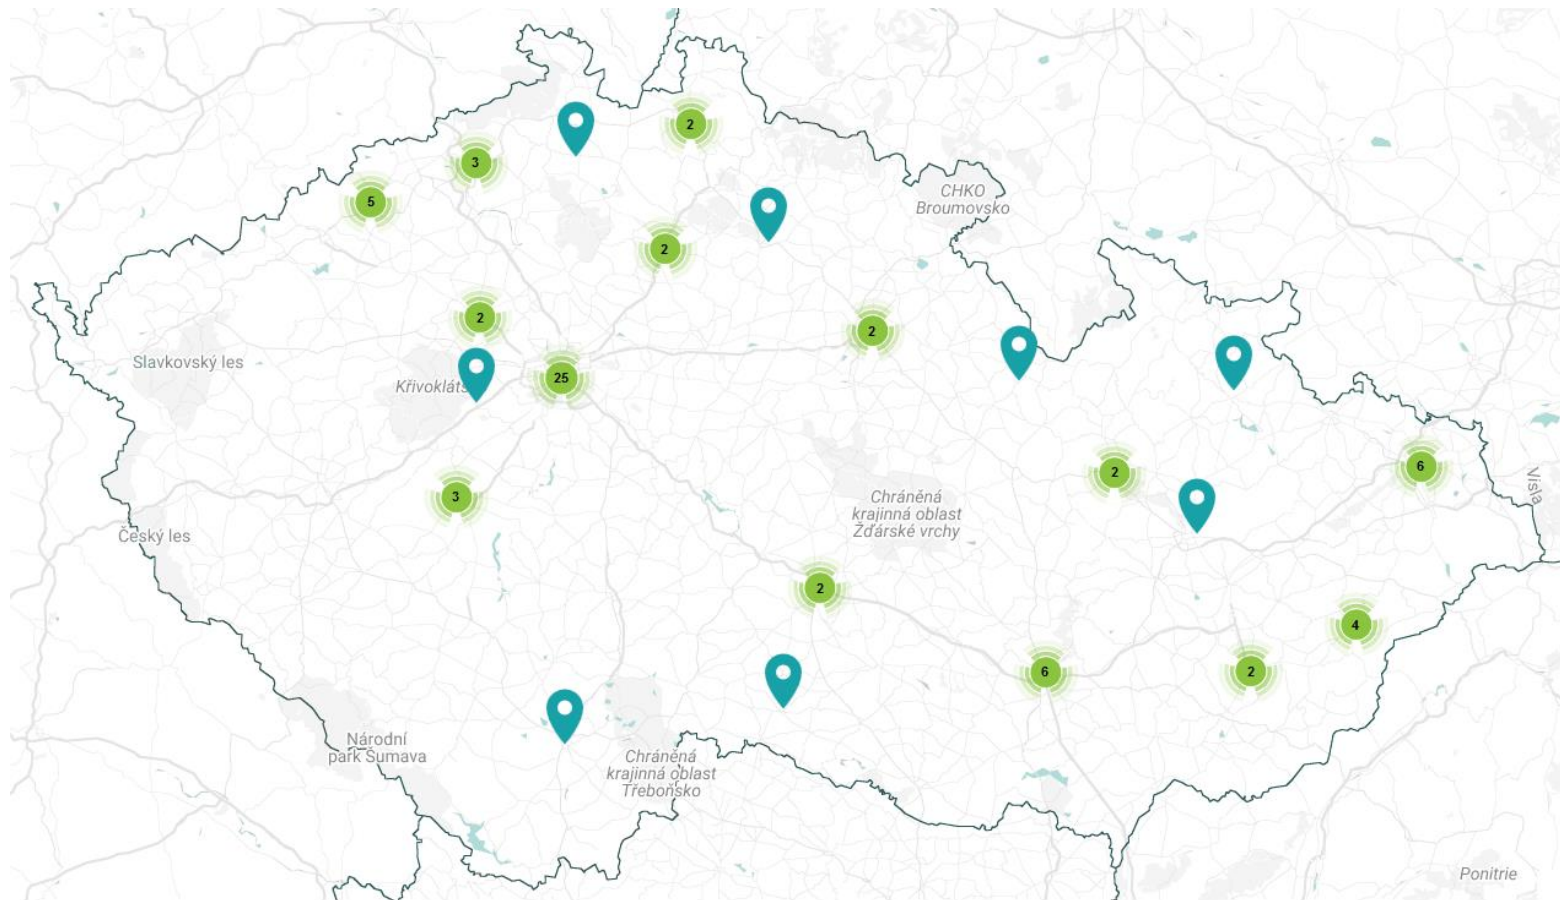 2
3
CHKO
Broumovsko
5
2
2
2
Slavkovský les
Křivokláts
25
6
2
3
Visla
Chráněná
krajinná oblast
Žďárské vrchy
Český les
2
4
6
2
Národní
park Šumava
Chráněná
krajinná oblast
Třeboňsko
Ponitrie